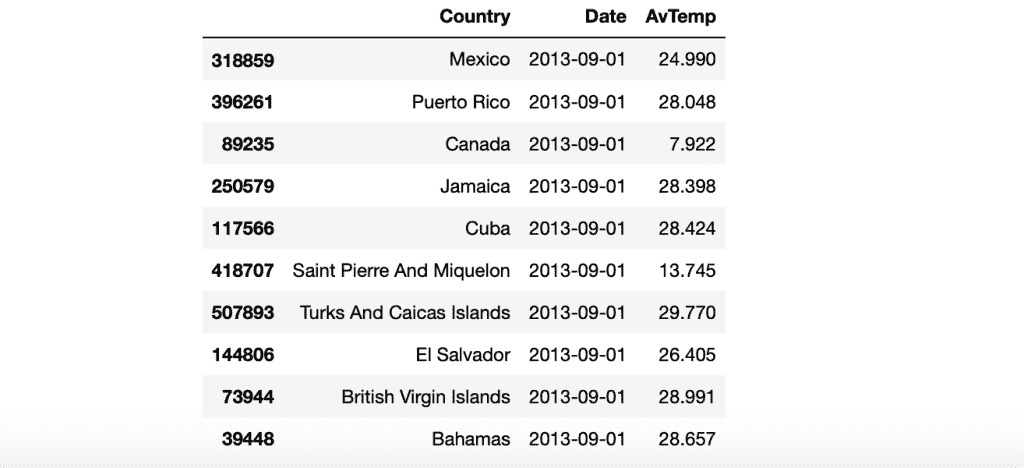 Country Date AvTemp
318859 Mexico 2013-09-01 24.990
396261 Puerto Rico 2013-09-01 28.048
89235 Canada 2013-09-01 7.922
250579 Jamaica 2013-09-01 28.398
117566 Cuba 2013-09-01 28.424
418707 Saint Pierre And Miquelon 2013-09-01 13.745
507893 Turks And Caicas Islands 2013-09-01 29.770
144806 El Salvador 2013-09-01 26.405
73944 British Virgin Islands 2013-09-01 28.991
39448 Bahamas 2013-09-01 28.657